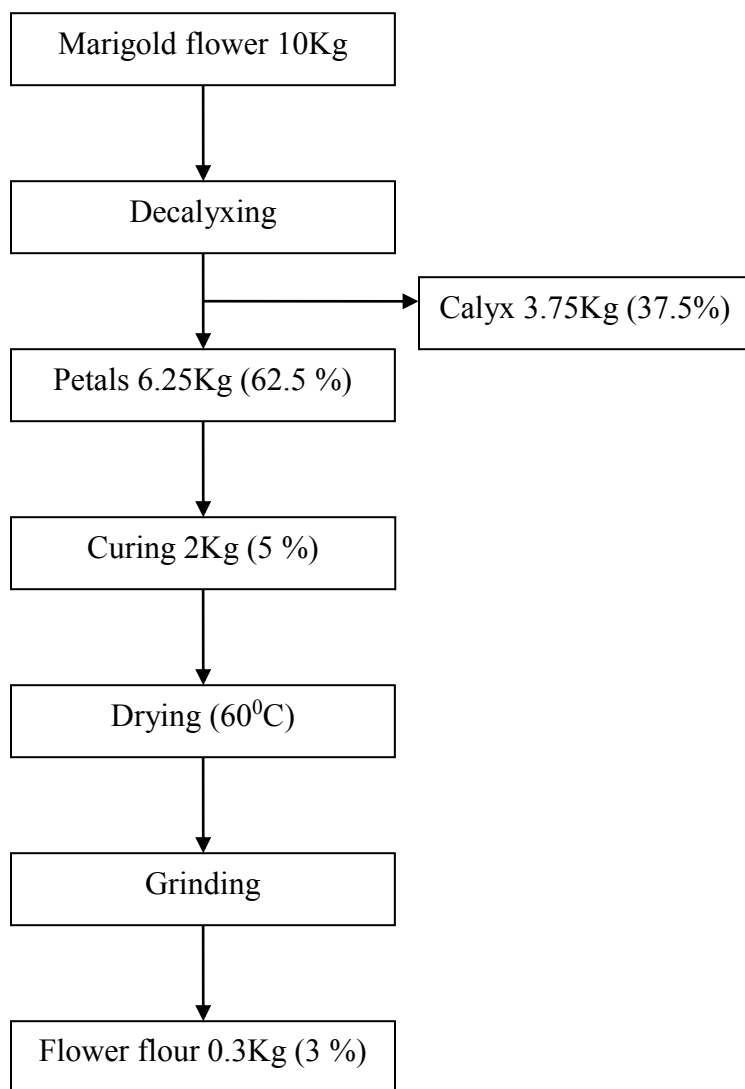 Marigold flower 10Kg
Decalyxing
Calyx 3.75Kg (37.5%)
Petals 6.25Kg (62.5 %)
Curing 2Kg (5 %)
Drying (60⁰C)
Grinding
Flower flour 0.3Kg (3 %)